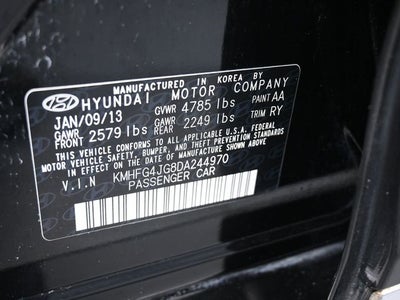 MANUFACTURED IN KOREA BY
HYUNDAI MOTOR COMPANY
JAN/09/13 GVWR 4785 lbs PAINT AA
GAWR FRONT 2579 lbs GAWR REAR 2249 lbs TRIM RY
THIS VEHICLE CONFORMS TO ALL APPLICABLE U.S.A. FEDERAL
MOTOR VEHICLE SAFETY, BUMPER, AND THEFT PREVENTION
STANDARDS IN EFFECT ON THE DATE OF MANUFACTURE SHOWN ABOVE.
V.I.N KMHFG4JG8DA244970
PASSENGER CAR